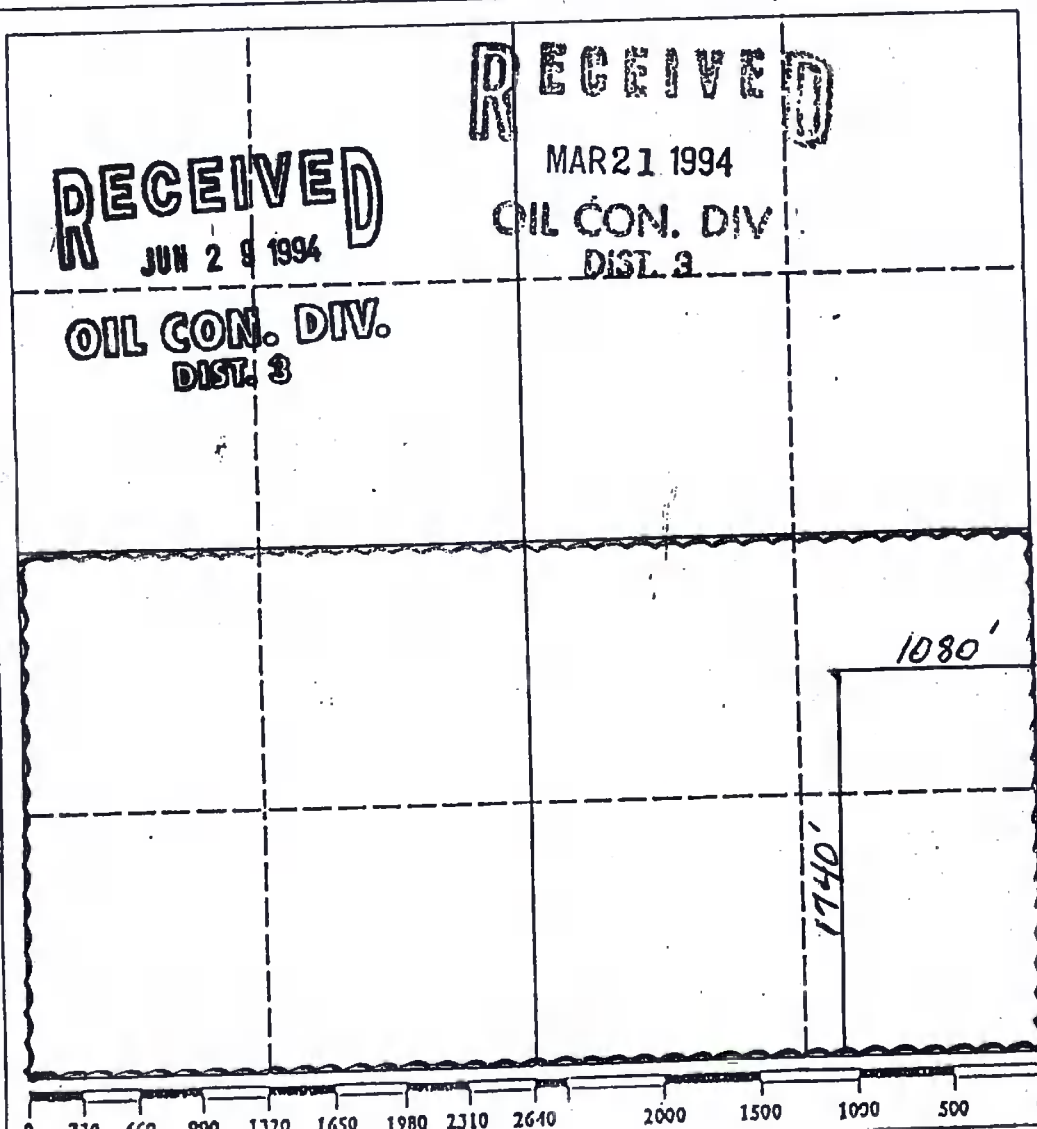 RECEIVED
MAR 21 1994
OIL CON. DIV
DIST. 3
RECEIVED
JUN 2 9 1994
OIL CON. DIV.
DIST. 3
1080'
1740'
0 330 660 990 1320 1650 1980 2310 2640 2000 1500 1000 500